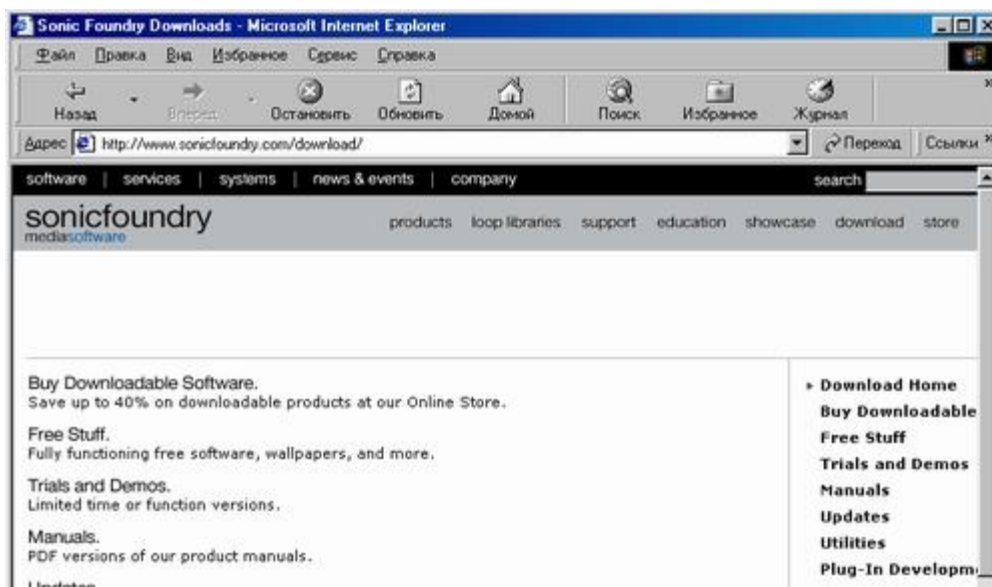 Sonic Foundry Downloads - Microsoft Internet Explorer
Файл Правка Вид Избранное Сервис Справка
Назад Вперед Остановить Обновить Домой Поиск Избранное Журнал
Адрес http://www.sonicfoundry.com/download/ Переход Ссылки
software | services | systems | news & events | company search
sonicfoundry
mediasoftware
products loop libraries support education showcase download store
Buy Downloadable Software.
Save up to 40% on downloadable products at our Online Store.
Free Stuff.
Fully functioning free software, wallpapers, and more.
Trials and Demos.
Limited time or function versions.
Manuals.
PDF versions of our product manuals.
Updates
Download Home
Buy Downloadable
Free Stuff
Trials and Demos
Manuals
Updates
Utilities
Plug-In Developm